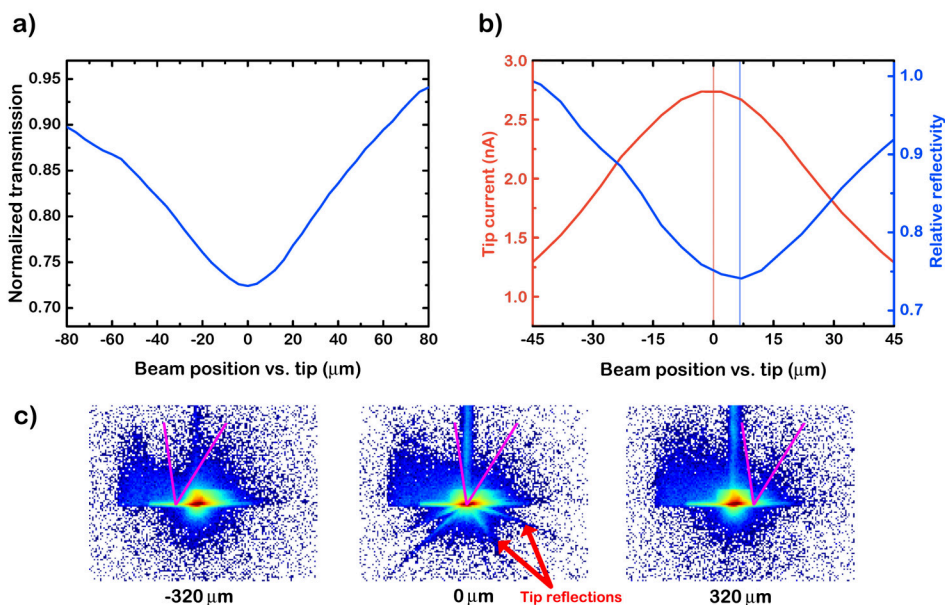 a)
Normalized transmission
0.95
0.90
0.85
0.80
0.75
0.70
-80 -60 -40 -20 0 20 40 60 80
Beam position vs. tip (μm)
b)
Tip current (nA)
3.0
2.5
2.0
1.5
1.0
-45 -30 -15 0 15 30 45
Beam position vs. tip (μm)
1.0
0.9
0.8
0.7
Relative reflectivity
c)
-320 μm
0 μm
Tip reflections
320 μm